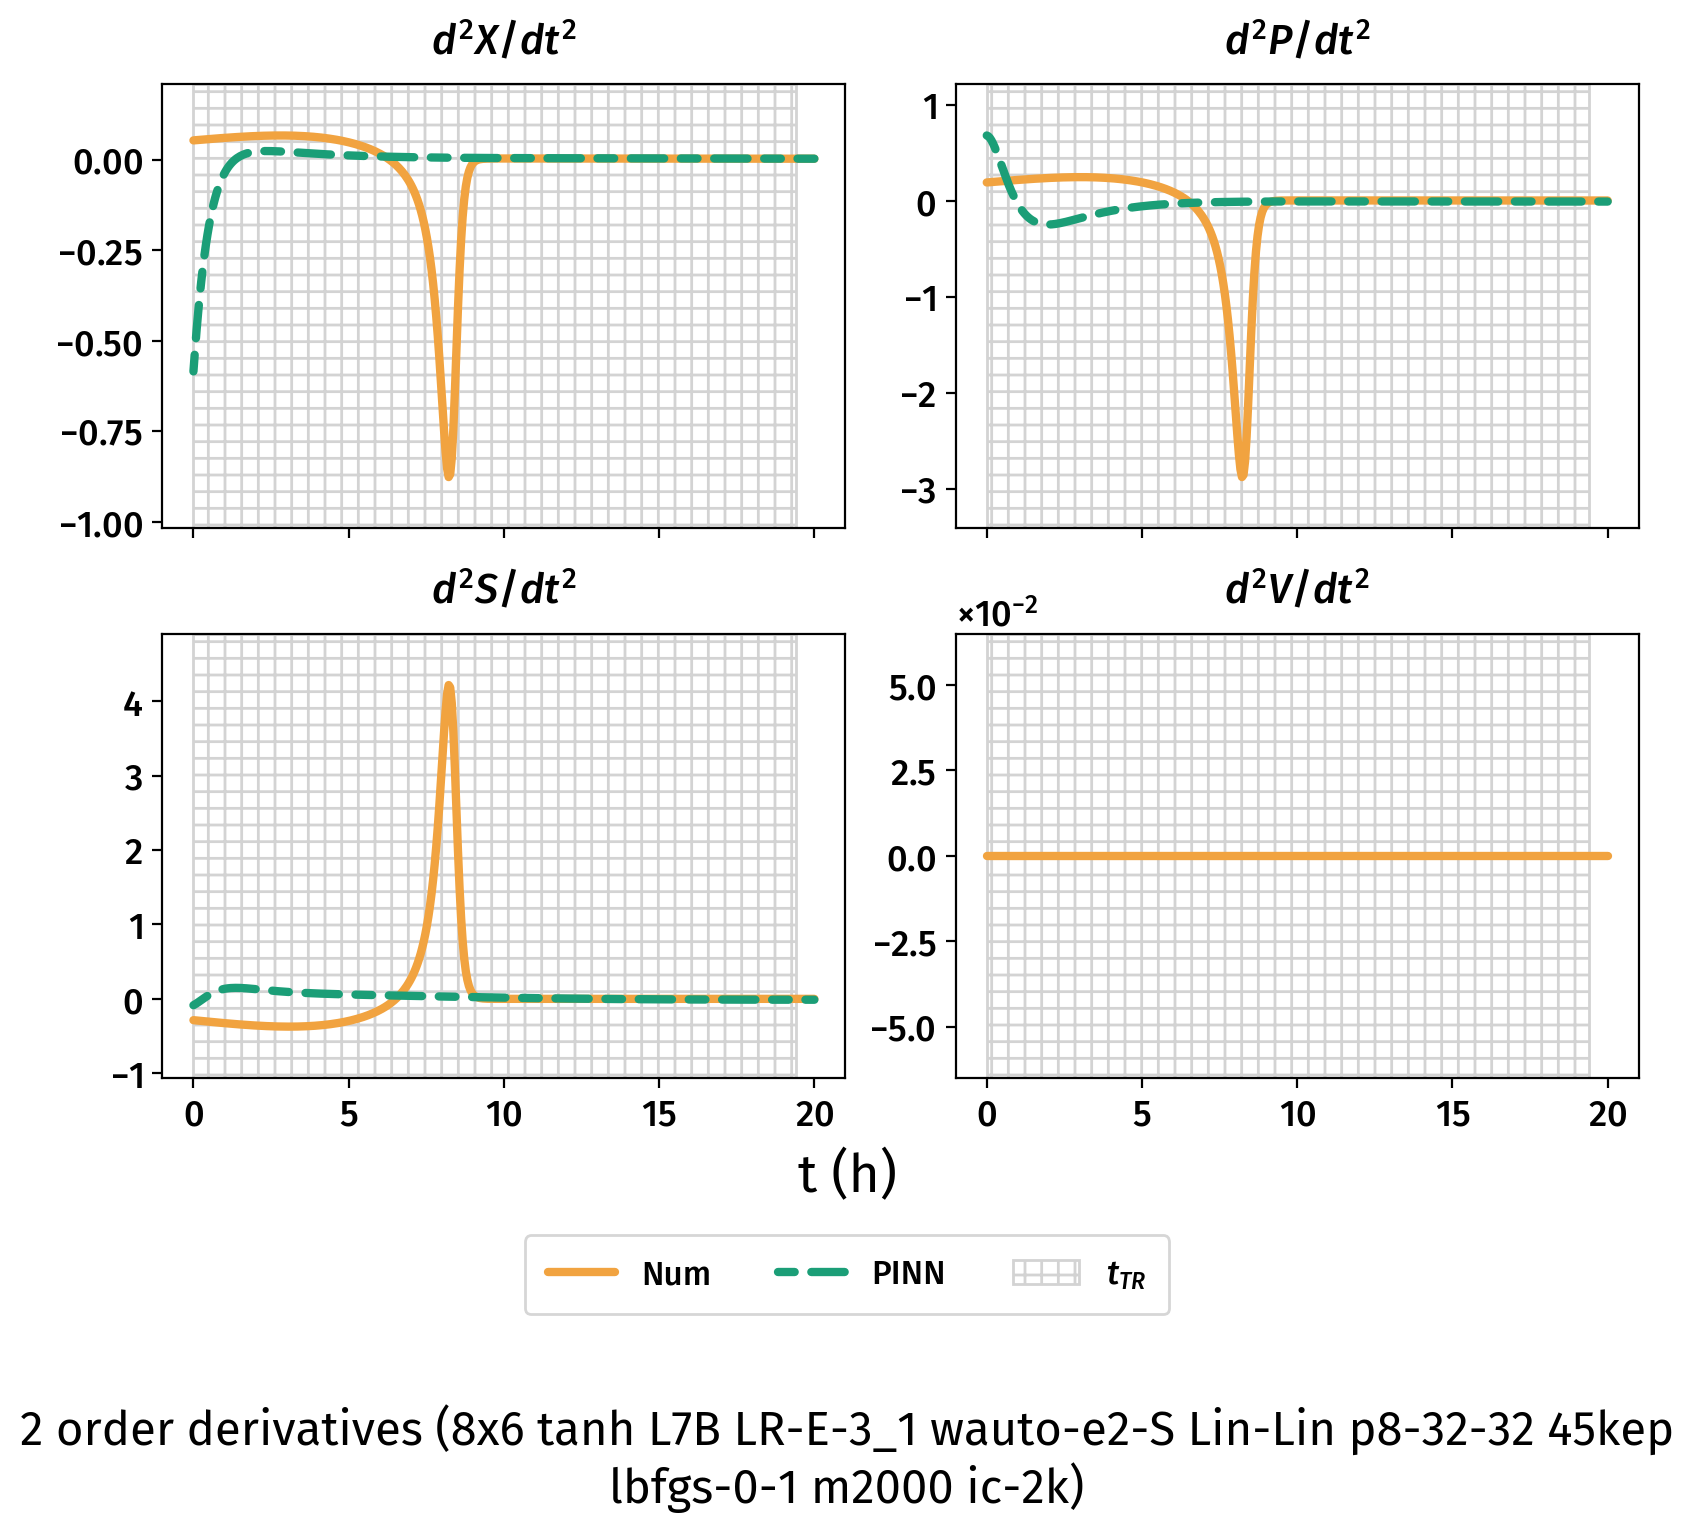 d²X/dt²
0.00
−0.25
−0.50
−0.75
−1.00
d²P/dt²
1
0
−1
−2
−3
d²S/dt²
4
3
2
1
0
−1
0 5 10 15 20
d²V/dt²
×10⁻²
5.0
2.5
0.0
−2.5
−5.0
0 5 10 15 20
t (h)
Num PINN t_TR
2 order derivatives (8x6 tanh L7B LR-E-3_1 wauto-e2-S Lin-Lin p8-32-32 45kep
lbfgs-0-1 m2000 ic-2k)